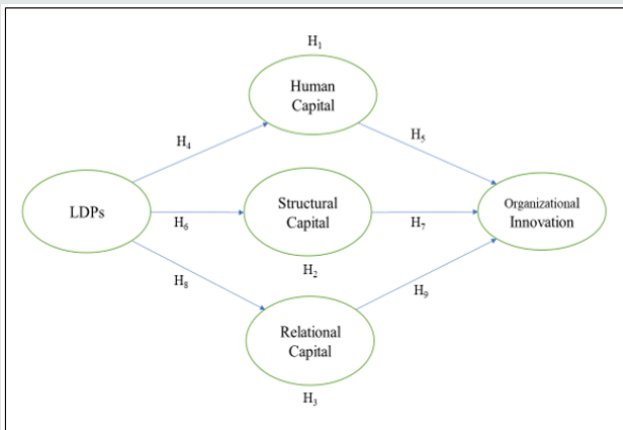 H₁
Human
Capital
H₄
H₅
LDPs
Structural
Capital
Organizational
Innovation
H₆
H₇
H₂
H₈
H₉
Relational
Capital
H₃